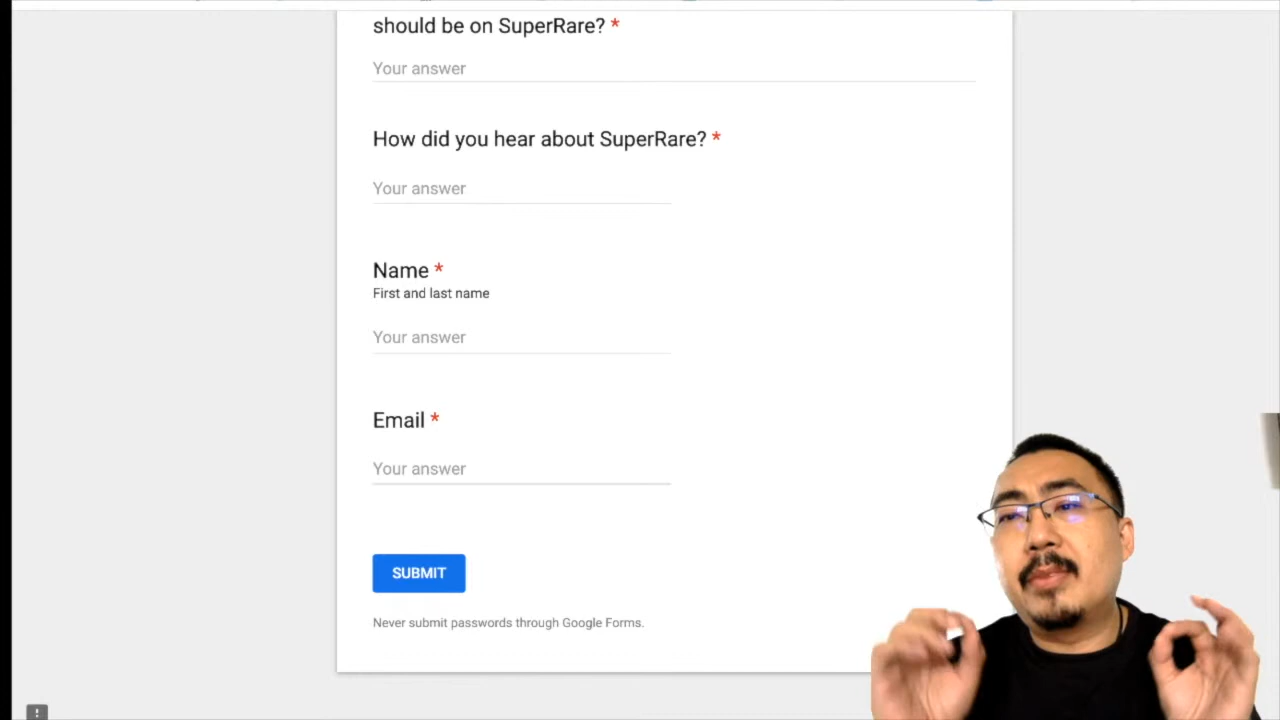 should be on SuperRare? *
Your answer
How did you hear about SuperRare? *
Your answer
Name *
First and last name
Your answer
Email *
Your answer
SUBMIT
Never submit passwords through Google Forms.
!